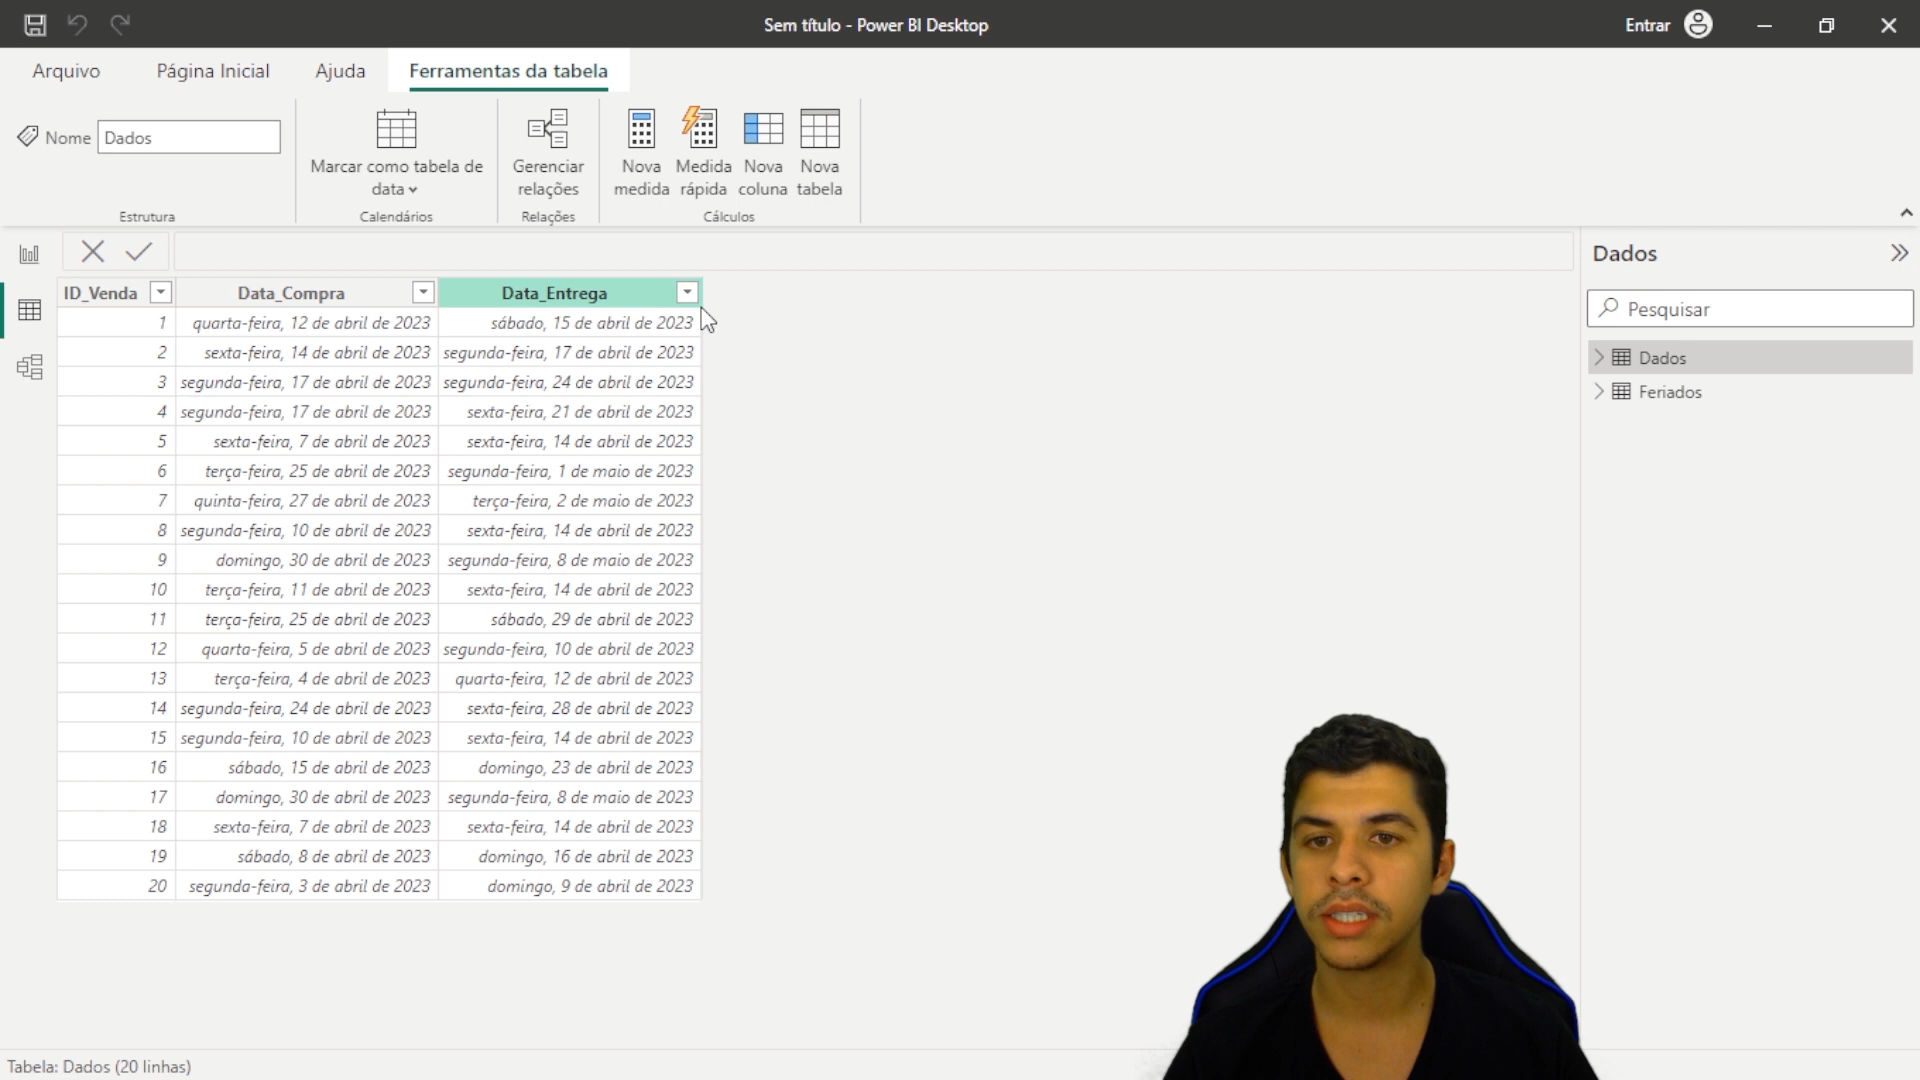 Sem título - Power BI Desktop
Entrar
Arquivo Página Inicial Ajuda Ferramentas da tabela
Nome Dados
Marcar como tabela de data
Gerenciar relações
Nova medida
Medida rápida
Nova coluna
Nova tabela
Estrutura Calendários Relações Cálculos
Dados
Pesquisar
Dados
Feriados
ID_Venda Data_Compra Data_Entrega
1 quarta-feira, 12 de abril de 2023 sábado, 15 de abril de 2023
2 sexta-feira, 14 de abril de 2023 segunda-feira, 17 de abril de 2023
3 segunda-feira, 17 de abril de 2023 segunda-feira, 24 de abril de 2023
4 segunda-feira, 17 de abril de 2023 sexta-feira, 21 de abril de 2023
5 sexta-feira, 7 de abril de 2023 sexta-feira, 14 de abril de 2023
6 terça-feira, 25 de abril de 2023 segunda-feira, 1 de maio de 2023
7 quinta-feira, 27 de abril de 2023 terça-feira, 2 de maio de 2023
8 segunda-feira, 10 de abril de 2023 sexta-feira, 14 de abril de 2023
9 domingo, 30 de abril de 2023 segunda-feira, 8 de maio de 2023
10 terça-feira, 11 de abril de 2023 sexta-feira, 14 de abril de 2023
11 terça-feira, 25 de abril de 2023 sábado, 29 de abril de 2023
12 quarta-feira, 5 de abril de 2023 segunda-feira, 10 de abril de 2023
13 terça-feira, 4 de abril de 2023 quarta-feira, 12 de abril de 2023
14 segunda-feira, 24 de abril de 2023 sexta-feira, 28 de abril de 2023
15 segunda-feira, 10 de abril de 2023 sexta-feira, 14 de abril de 2023
16 sábado, 15 de abril de 2023 domingo, 23 de abril de 2023
17 domingo, 30 de abril de 2023 segunda-feira, 8 de maio de 2023
18 sexta-feira, 7 de abril de 2023 sexta-feira, 14 de abril de 2023
19 sábado, 8 de abril de 2023 domingo, 16 de abril de 2023
20 segunda-feira, 3 de abril de 2023 domingo, 9 de abril de 2023
Tabela: Dados (20 linhas)